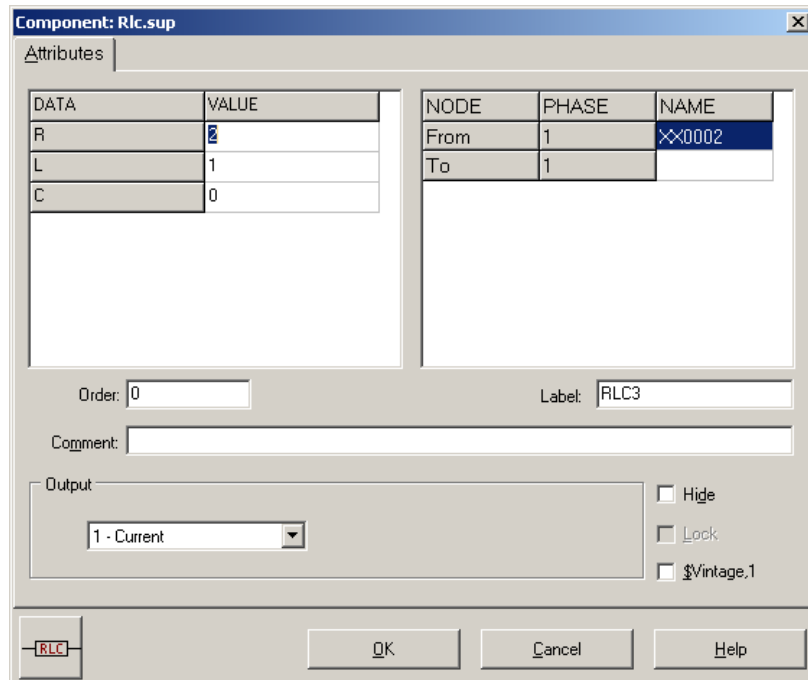 Component: Rlc.sup
Attributes
DATA VALUE
R 2
L 1
C 0
NODE PHASE NAME
From 1 XX0002
To 1
Order: 0
Label: RLC3
Comment:
Output
1 - Current
Hide
Lock
$Vintage,1
RLC
OK
Cancel
Help